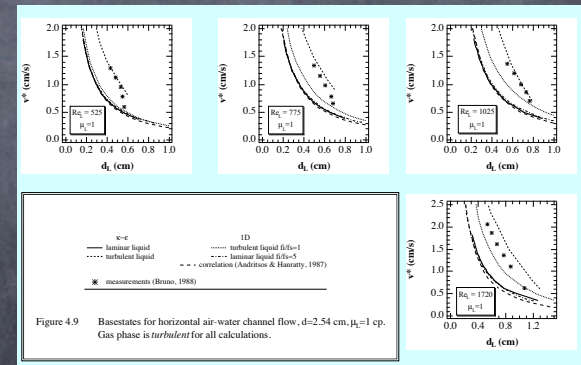 2.0
1.5
1.0
0.5
0.0
v* (cm/s)
Re_L = 525
μ_L=1
0.0 0.2 0.4 0.6 0.8 1.0
d_L (cm)
2.0
1.5
1.0
0.5
0.0
v* (cm/s)
Re_L = 775
μ_L=1
0.0 0.2 0.4 0.6 0.8 1.0
d_L (cm)
2.0
1.5
1.0
0.5
0.0
v* (cm/s)
Re_L = 1025
μ_L=1
0.0 0.2 0.4 0.6 0.8 1.0
d_L (cm)
κ-ε 1D
laminar liquid turbulent liquid fi/fs=1
turbulent liquid laminar liquid fi/fs=5
correlation (Andritsos & Hanratty, 1987)
measurements (Bruno, 1988)
Figure 4.9 Basestates for horizontal air-water channel flow, d=2.54 cm, μ_L=1 cp.
Gas phase is turbulent for all calculations.
2.5
2.0
1.5
1.0
0.5
0.0
v* (cm/s)
Re_L = 1720
μ_L=1
0.0 0.4 0.8 1.2
d_L (cm)